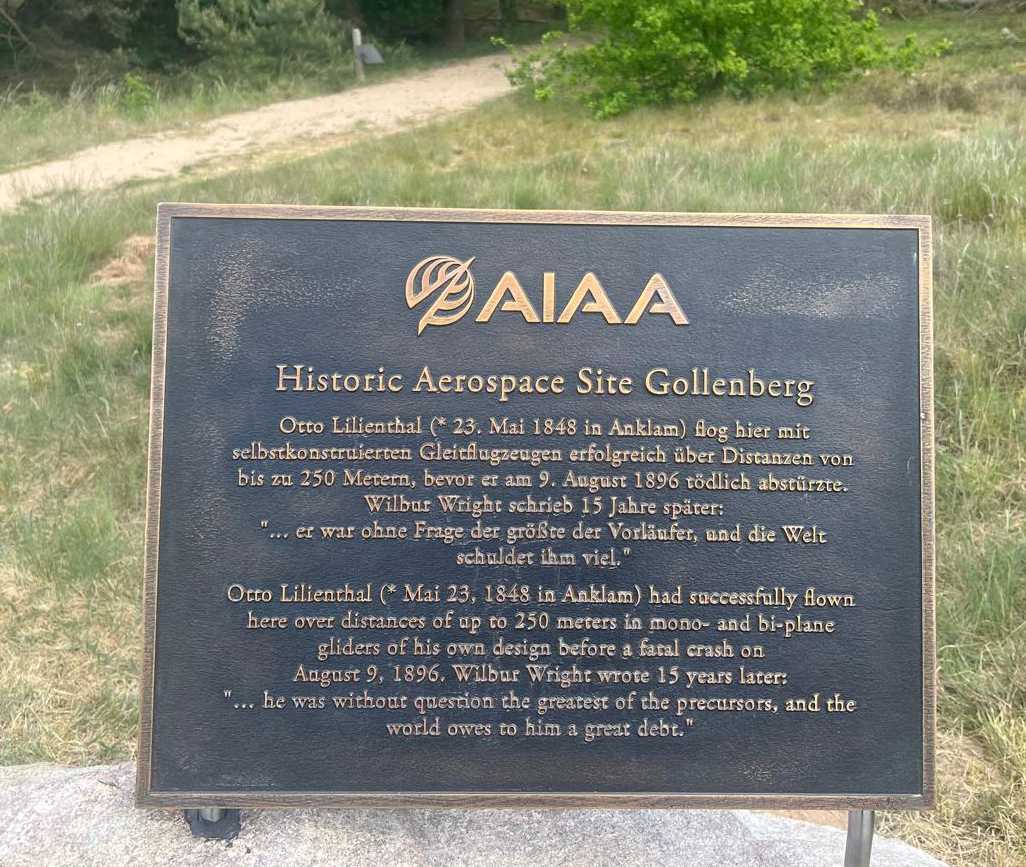 AIAA
Historic Aerospace Site Gollenberg
Otto Lilienthal (* 23. Mai 1848 in Anklam) flog hier mit
selbstkonstruierten Gleitflugzeugen erfolgreich über Distanzen von
bis zu 250 Metern, bevor er am 9. August 1896 tödlich abstürzte.
Wilbur Wright schrieb 15 Jahre später:
"... er war ohne Frage der größte der Vorläufer, und die Welt
schuldet ihm viel."
Otto Lilienthal (* Mai 23, 1848 in Anklam) had successfully flown
here over distances of up to 250 meters in mono- and bi-plane
gliders of his own design before a fatal crash on
August 9, 1896. Wilbur Wright wrote 15 years later:
"... he was without question the greatest of the precursors, and the
world owes to him a great debt."